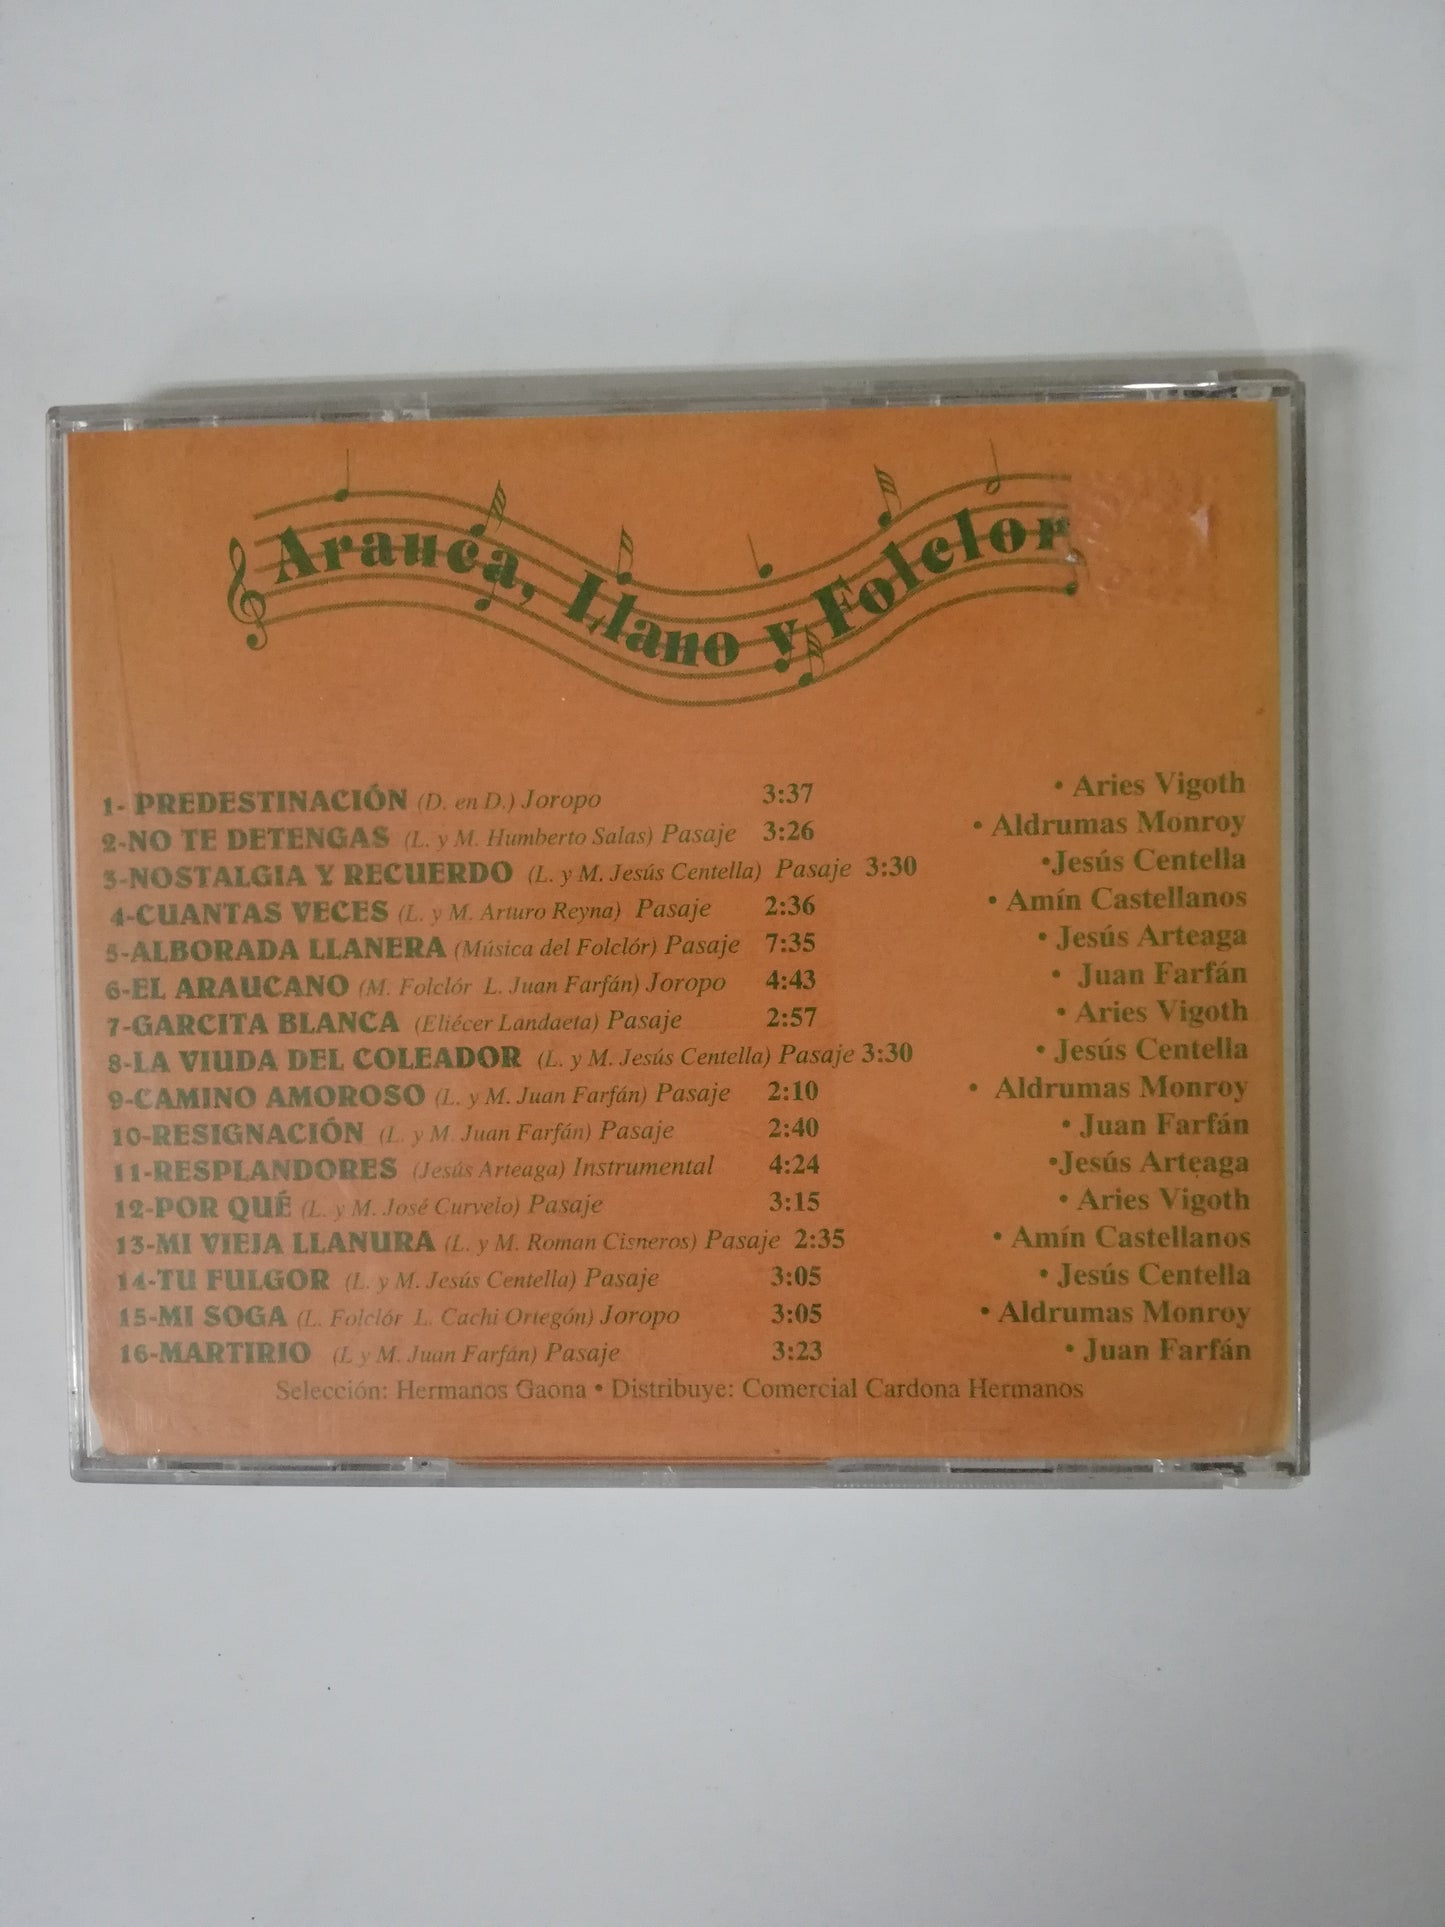 Arauca, Llano y Folclor
1- PREDESTINACIÓN (D. en D.) Joropo 3:37 • Aries Vigoth
2-NO TE DETENGAS (L. y M. Humberto Salas) Pasaje 3:26 • Aldrumas Monroy
3-NOSTALGIA Y RECUERDO (L. y M. Jesús Centella) Pasaje 3:30 •Jesús Centella
4-CUANTAS VECES (L. y M. Arturo Reyna) Pasaje 2:36 • Amín Castellanos
5-ALBORADA LLANERA (Música del Folclór) Pasaje 7:35 • Jesús Arteaga
6-EL ARAUCANO (M. Folclór L. Juan Farfán) Joropo 4:43 • Juan Farfán
7-GARCITA BLANCA (Eliécer Landaeta) Pasaje 2:57 • Aries Vigoth
8-LA VIUDA DEL COLEADOR (L. y M. Jesús Centella) Pasaje 3:30 • Jesús Centella
9-CAMINO AMOROSO (L. y M. Juan Farfán) Pasaje 2:10 • Aldrumas Monroy
10-RESIGNACIÓN (L. y M. Juan Farfán) Pasaje 2:40 • Juan Farfán
11-RESPLANDORES (Jesús Arteaga) Instrumental 4:24 •Jesús Arteaga
12-POR QUÉ (L. y M. José Curvelo) Pasaje 3:15 • Aries Vigoth
13-MI VIEJA LLANURA (L. y M. Roman Cisneros) Pasaje 2:35 • Amín Castellanos
14-TU FULGOR (L. y M. Jesús Centella) Pasaje 3:05 • Jesús Centella
15-MI SOGA (L. Folclór L. Cachi Ortegón) Joropo 3:05 • Aldrumas Monroy
16-MARTIRIO (L y M. Juan Farfán) Pasaje 3:23 • Juan Farfán
Selección: Hermanos Gaona • Distribuye: Comercial Cardona Hermanos